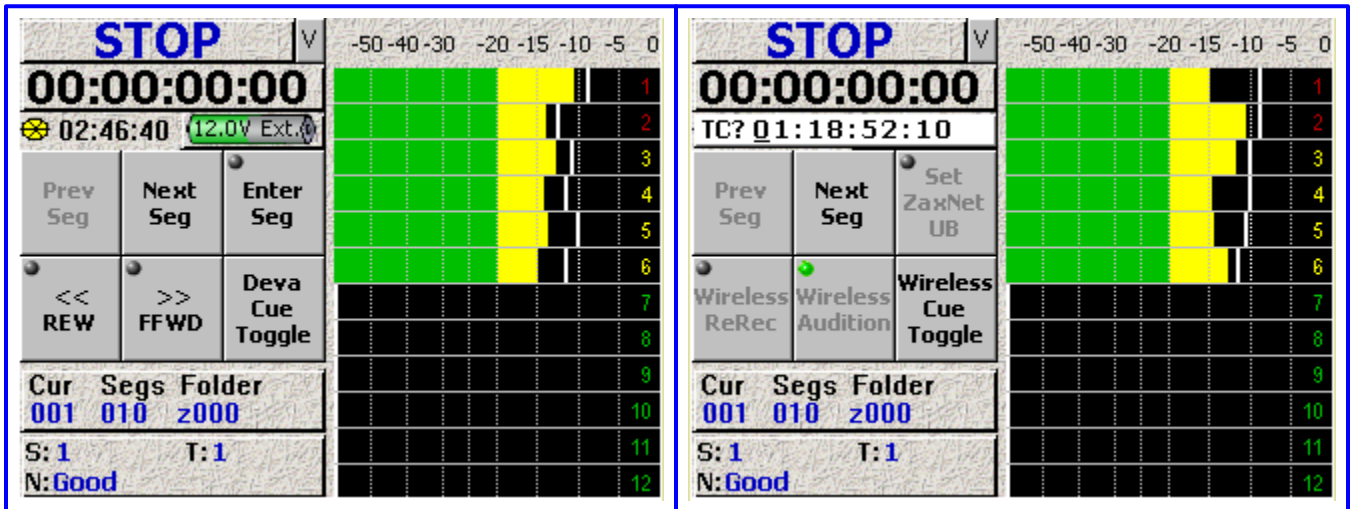 STOP V
-50 -40 -30 -20 -15 -10 -5 0
00:00:00:00
02:46:40 12.0V Ext.
Prev Seg
Next Seg
Enter Seg
<< REW
>> FFWD
Deva Cue Toggle
Cur Segs Folder
001 010 z000
S: 1 T: 1
N: Good
1
2
3
4
5
6
7
8
9
10
11
12
STOP V
-50 -40 -30 -20 -15 -10 -5 0
00:00:00:00
TC? 01:18:52:10
Prev Seg
Next Seg
Set ZaxNet UB
Wireless ReRec
Wireless Audition
Wireless Cue Toggle
Cur Segs Folder
001 010 z000
S: 1 T: 1
N: Good
1
2
3
4
5
6
7
8
9
10
11
12